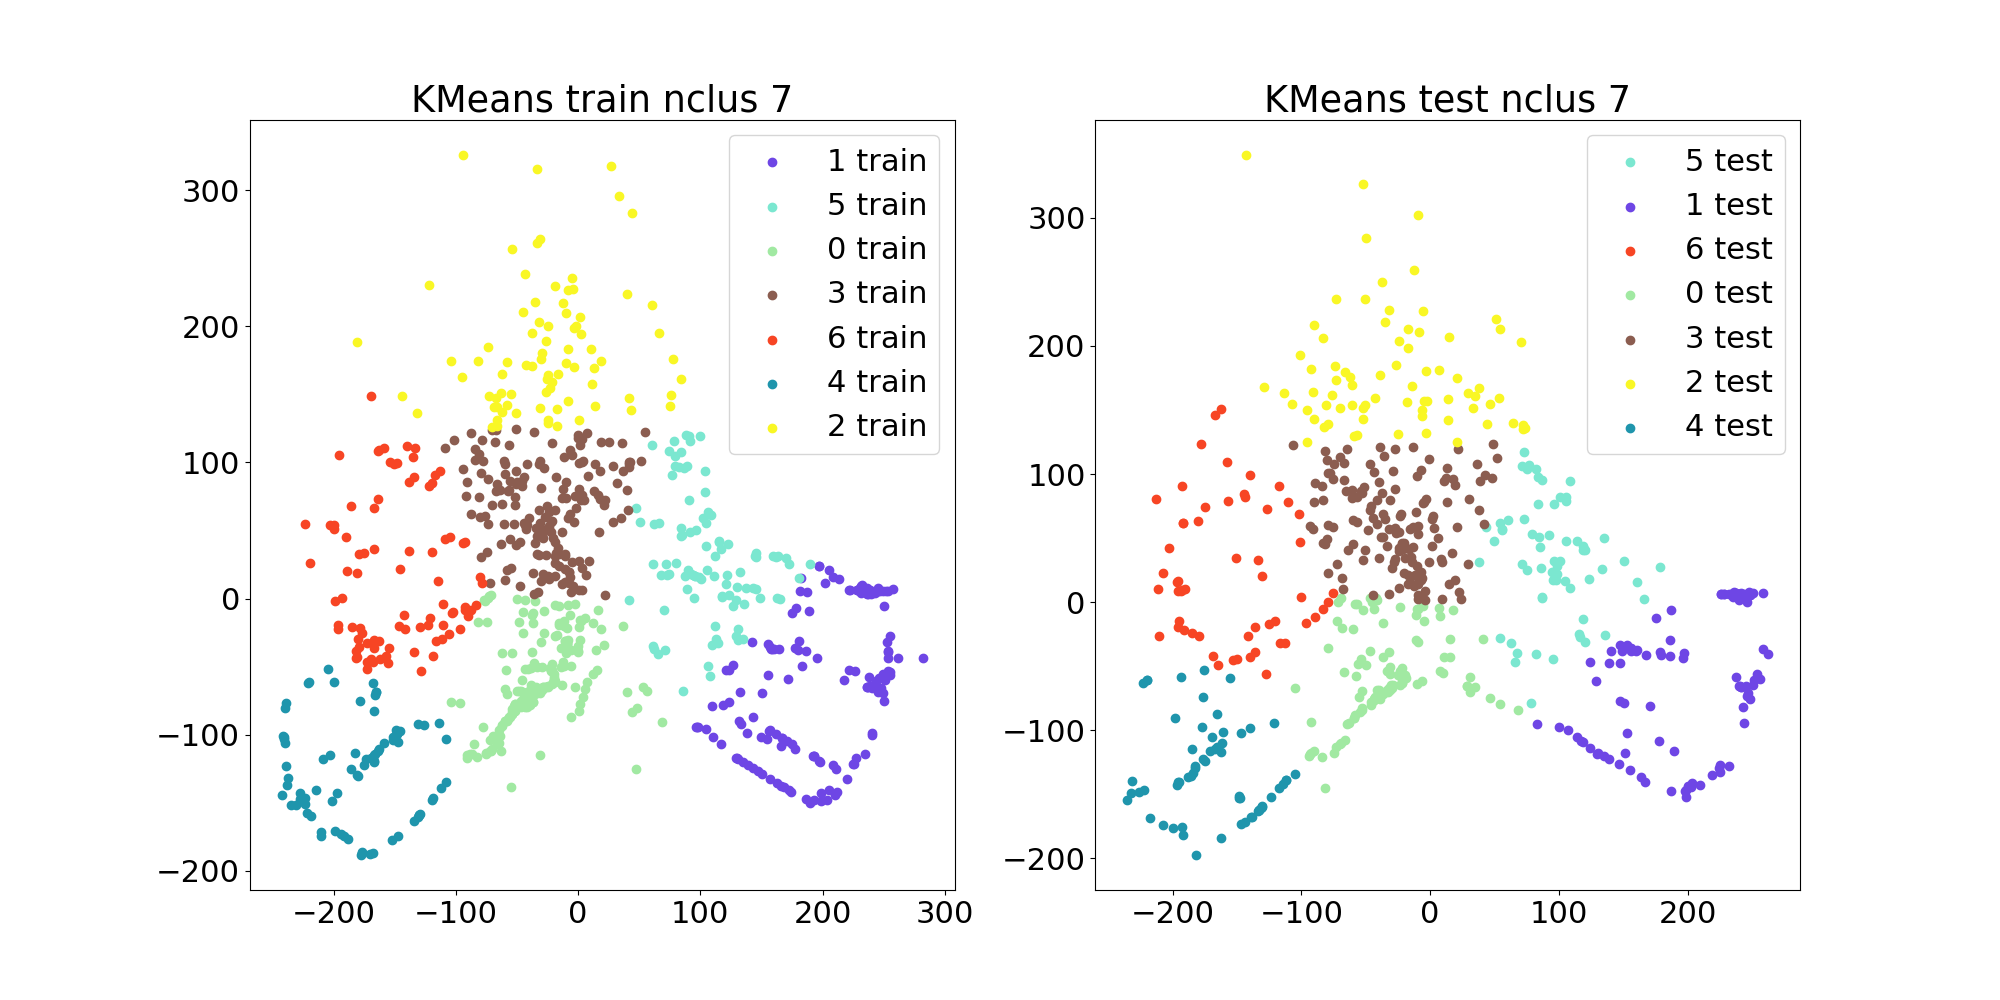 KMeans train nclus 7
300
200
100
0
−100
−200
−200 −100 0 100 200 300
1 train
5 train
0 train
3 train
6 train
4 train
2 train
KMeans test nclus 7
300
200
100
0
−100
−200
−200 −100 0 100 200
5 test
1 test
6 test
0 test
3 test
2 test
4 test